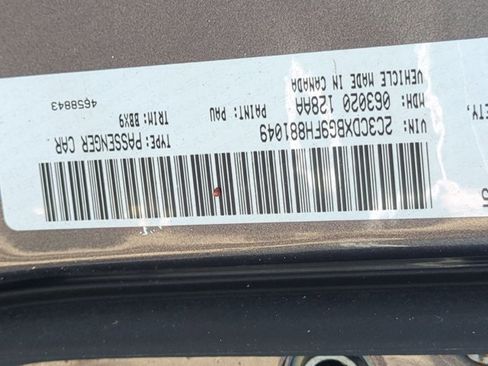 VIN: 2C3CDXBG9FH881049 TYPE: PASSENGER CAR
MDH: 063020 128AA PAINT: PAU TRIM: BBX9
VEHICLE MADE IN CANADA 4658843